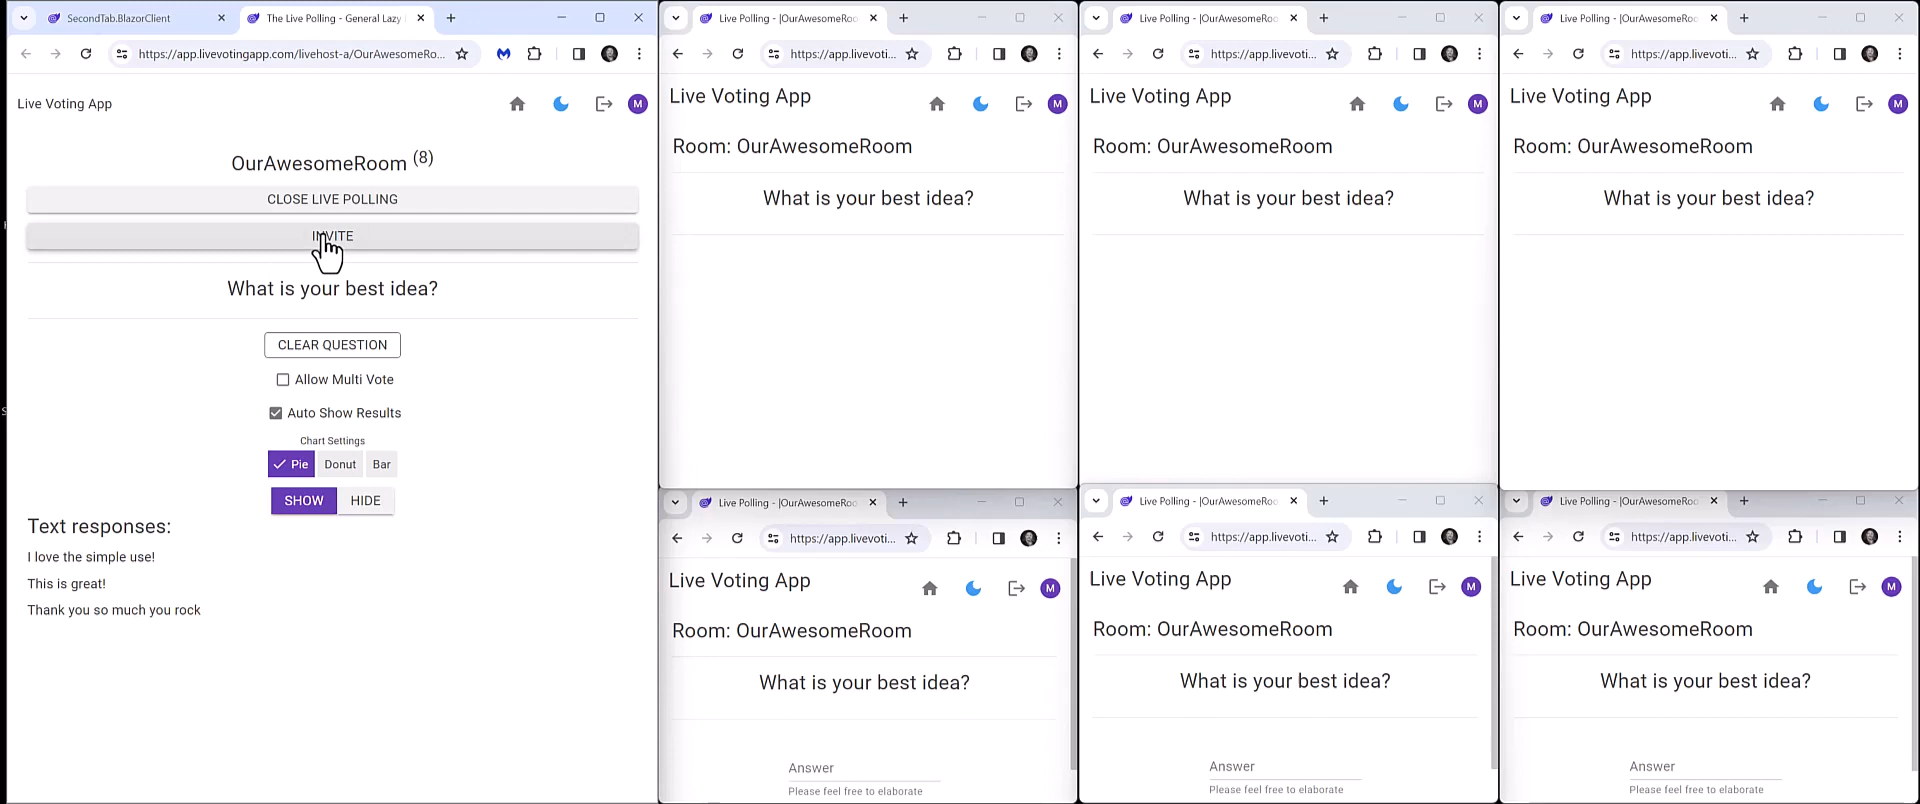 SecondTab.BlazorClient
The Live Polling - General Lazy
https://app.livevotingapp.com/livehost-a/OurAwesomeRo...
Live Voting App
M
OurAwesomeRoom (8)
CLOSE LIVE POLLING
INVITE
What is your best idea?
CLEAR QUESTION
Allow Multi Vote
Auto Show Results
Chart Settings
Pie Donut Bar
SHOW HIDE
Text responses:
I love the simple use!
This is great!
Thank you so much you rock
Live Polling - |OurAwesomeRoo
https://app.livevoti...
Live Voting App
M
Room: OurAwesomeRoom
What is your best idea?
Live Polling - |OurAwesomeRoo
https://app.livevoti...
Live Voting App
M
Room: OurAwesomeRoom
What is your best idea?
Live Polling - |OurAwesomeRoo
https://app.livevoti...
Live Voting App
M
Room: OurAwesomeRoom
What is your best idea?
Live Polling - |OurAwesomeRoo
https://app.livevoti...
Live Voting App
M
Room: OurAwesomeRoom
What is your best idea?
Answer
Please feel free to elaborate
Live Polling - |OurAwesomeRoo
https://app.livevoti...
Live Voting App
M
Room: OurAwesomeRoom
What is your best idea?
Answer
Please feel free to elaborate
Live Polling - |OurAwesomeRoo
https://app.livevoti...
Live Voting App
M
Room: OurAwesomeRoom
What is your best idea?
Answer
Please feel free to elaborate